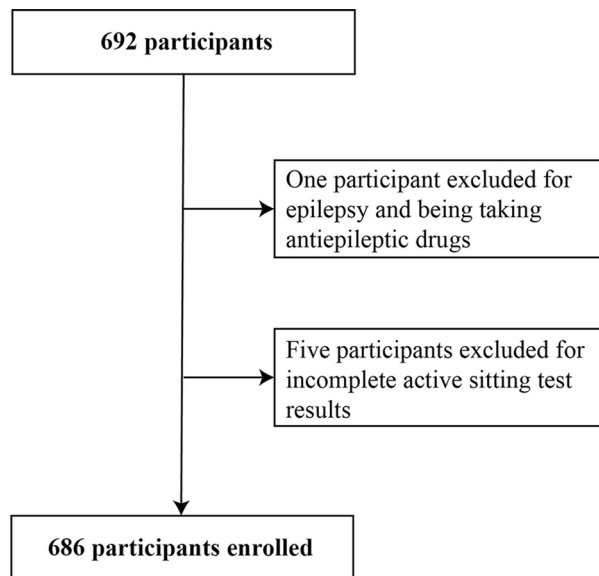 692 participants
One participant excluded for
epilepsy and being taking
antiepileptic drugs
Five participants excluded for
incomplete active sitting test
results
686 participants enrolled